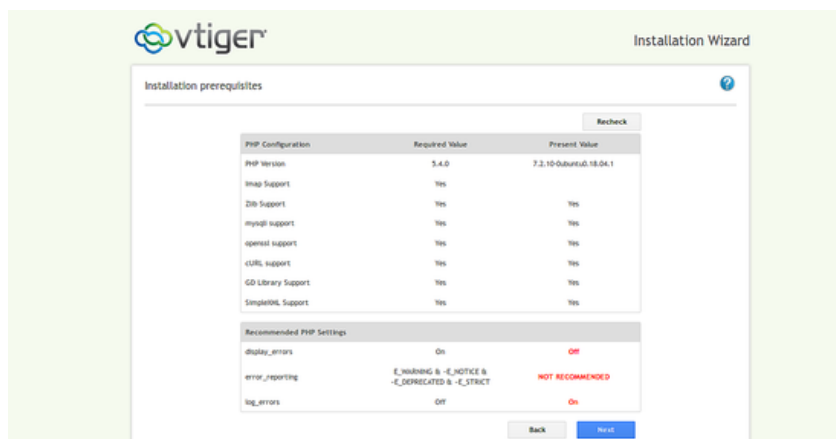 vtiger
Installation Wizard
Installation prerequisites
Recheck
PHP Configuration Required Value Present Value
PHP Version 5.4.0 7.2.10-0ubuntu0.18.04.1
Imap Support Yes
Zlib Support Yes Yes
mysqli support Yes Yes
openssl support Yes Yes
cURL support Yes Yes
GD Library Support Yes Yes
SimpleXML Support Yes Yes
Recommended PHP Settings
display_errors On Off
E_WARNING & ~E_NOTICE &
error_reporting NOT RECOMMENDED
~E_DEPRECATED & ~E_STRICT
log_errors Off On
Back Next